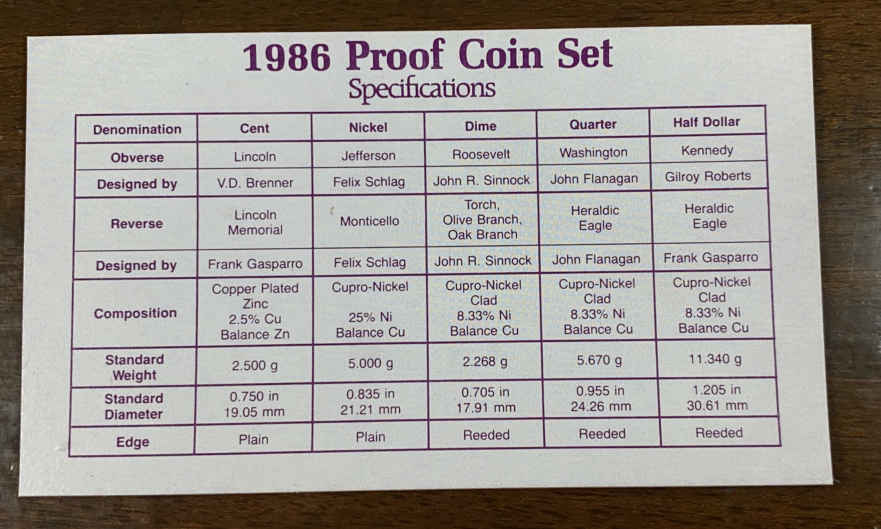 1986 Proof Coin Set
Specifications
Denomination Cent Nickel Dime Quarter Half Dollar
Obverse Lincoln Jefferson Roosevelt Washington Kennedy
Designed by V.D. Brenner Felix Schlag John R. Sinnock John Flanagan Gilroy Roberts
Reverse Lincoln Memorial Monticello Torch, Olive Branch, Oak Branch Heraldic Eagle Heraldic Eagle
Designed by Frank Gasparro Felix Schlag John R. Sinnock John Flanagan Frank Gasparro
Composition Copper Plated Zinc 2.5% Cu Balance Zn Cupro-Nickel 25% Ni Balance Cu Cupro-Nickel Clad 8.33% Ni Balance Cu Cupro-Nickel Clad 8.33% Ni Balance Cu Cupro-Nickel Clad 8.33% Ni Balance Cu
Standard Weight 2.500 g 5.000 g 2.268 g 5.670 g 11.340 g
Standard Diameter 0.750 in 19.05 mm 0.835 in 21.21 mm 0.705 in 17.91 mm 0.955 in 24.26 mm 1.205 in 30.61 mm
Edge Plain Plain Reeded Reeded Reeded